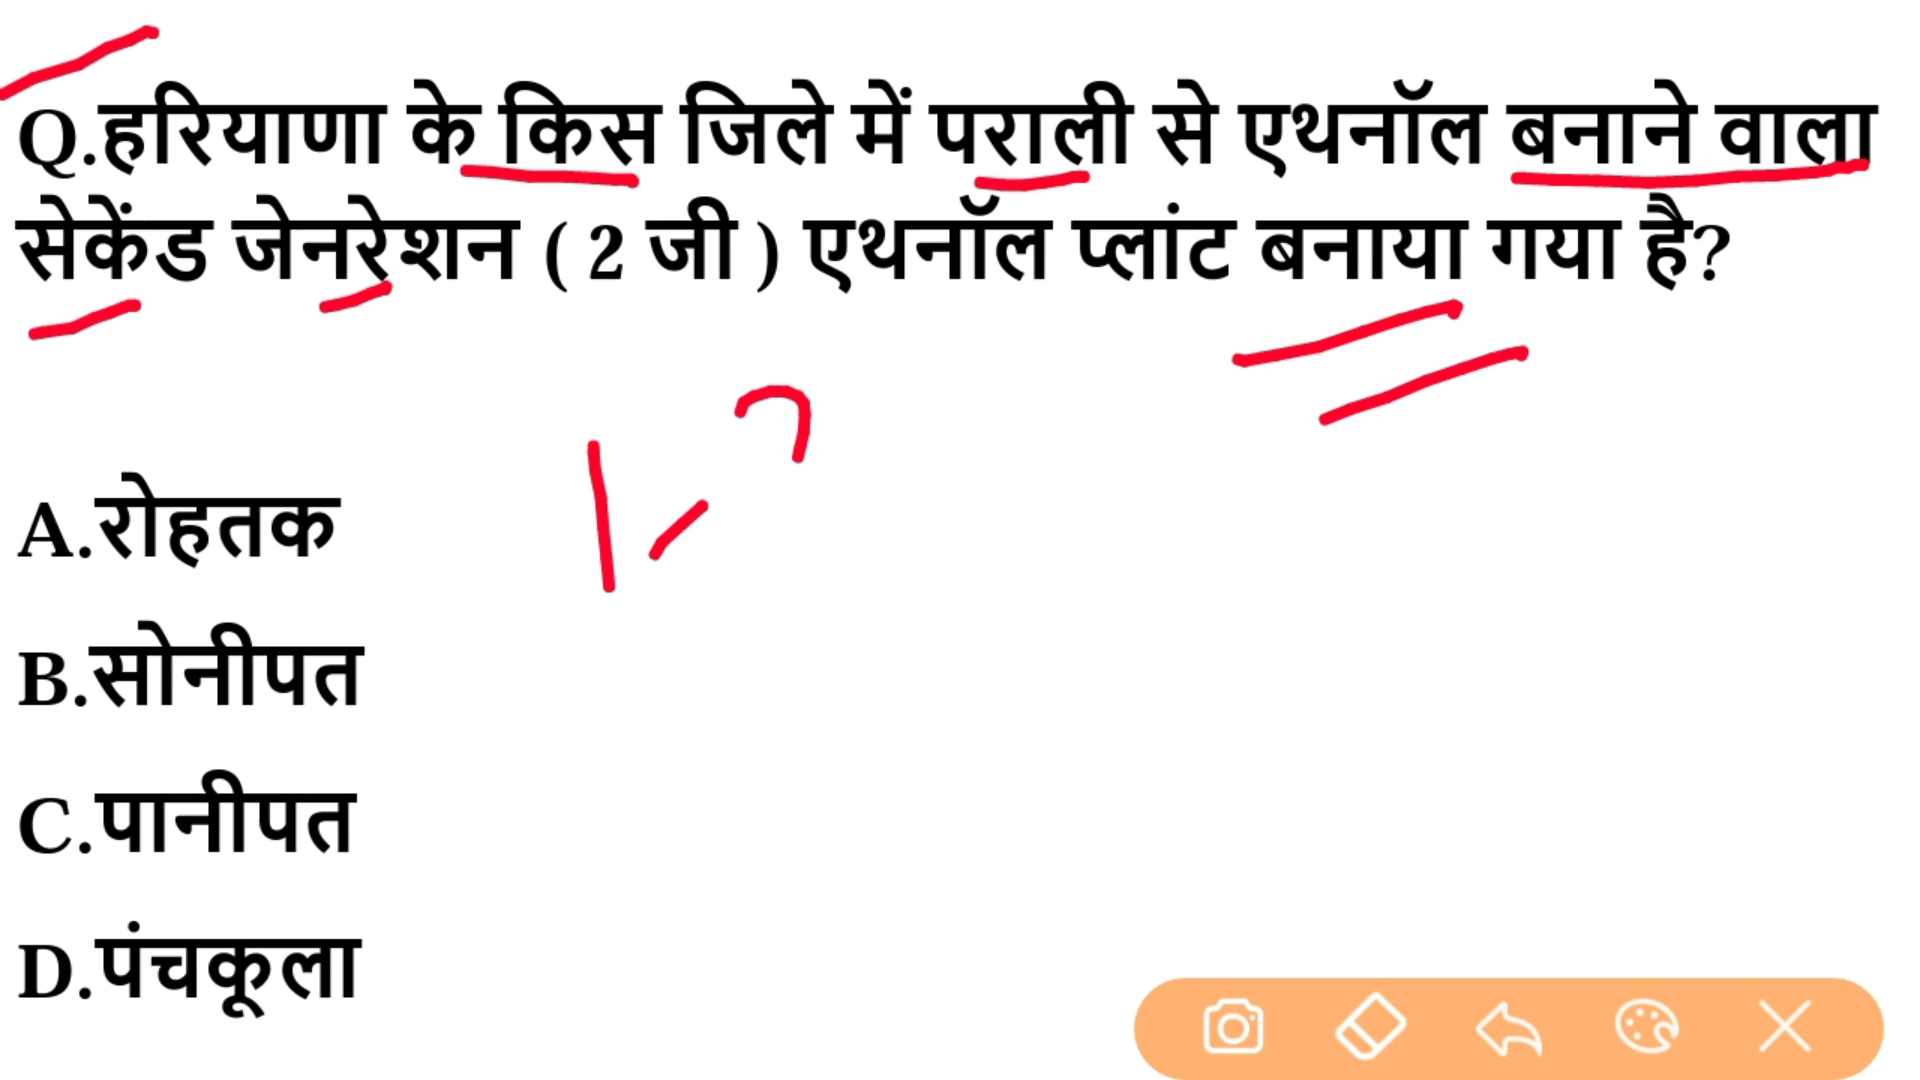 Q.हरियाणा के किस जिले में पराली से एथनॉल बनाने वाला
सेकेंड जेनरेशन ( 2 जी ) एथनॉल प्लांट बनाया गया है?
A.रोहतक
B.सोनीपत
C.पानीपत
D.पंचकूला